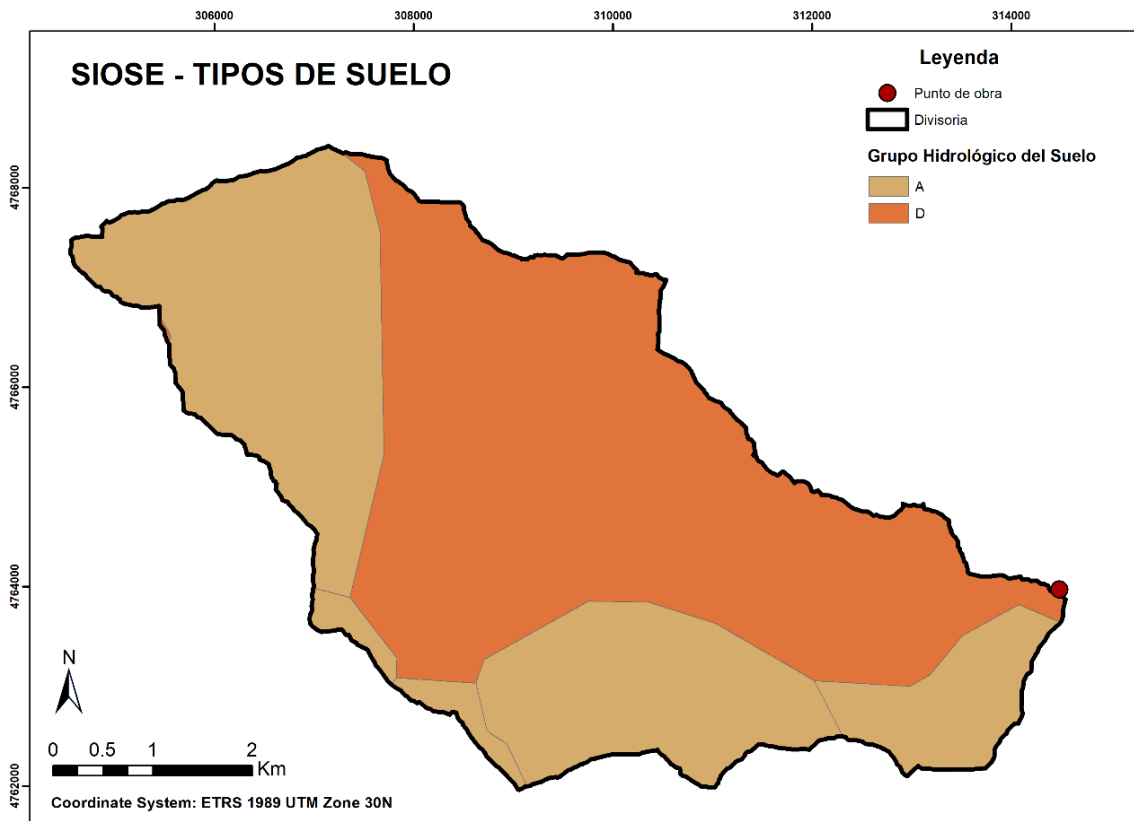 306000 308000 310000 312000 314000
SIOSE - TIPOS DE SUELO
Leyenda
Punto de obra
Divisoria
Grupo Hidrológico del Suelo
A
D
4768000
4766000
4764000
4762000
N
0 0.5 1 2
Km
Coordinate System: ETRS 1989 UTM Zone 30N